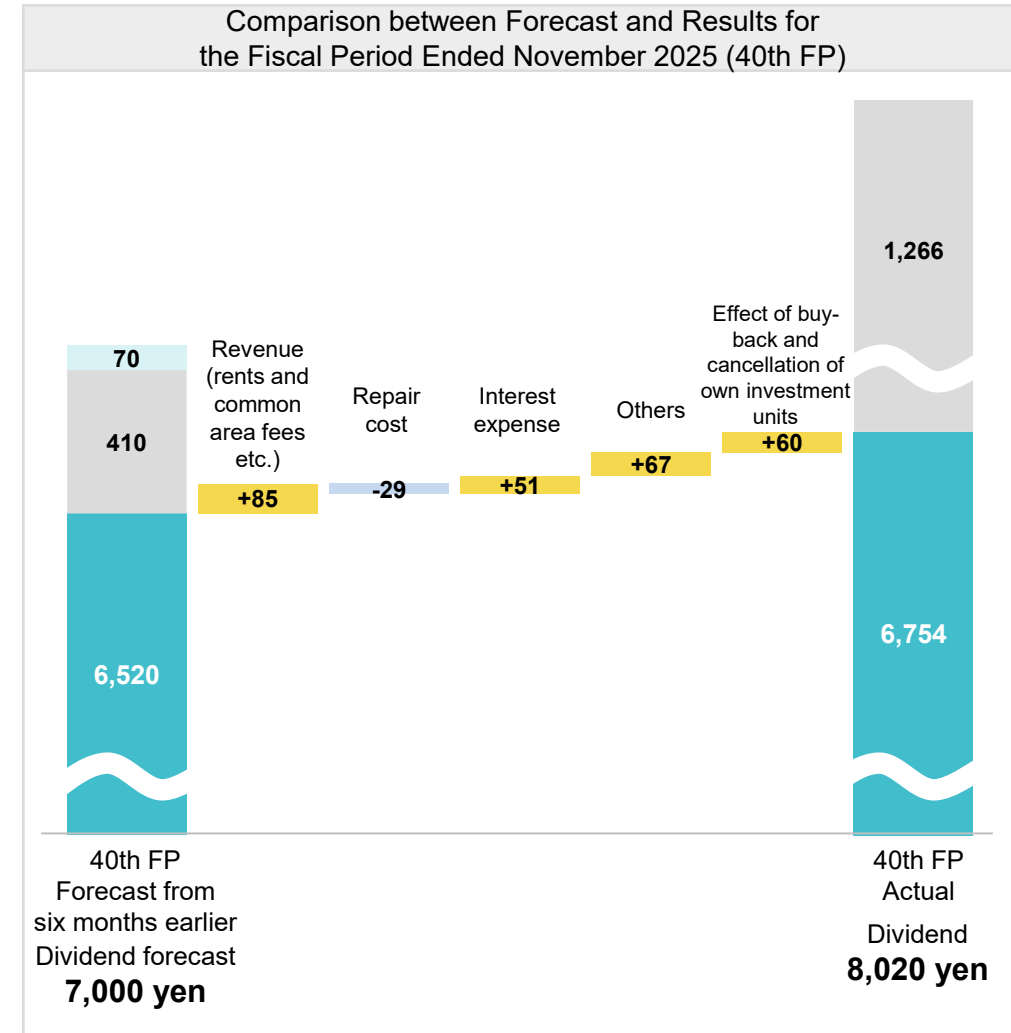 Comparison between Forecast and Results for
the Fiscal Period Ended November 2025 (40th FP)
70
410
6,520
Revenue
(rents and
common
area fees
etc.)
+85
Repair
cost
-29
Interest
expense
+51
Others
+67
Effect of buy-
back and
cancellation of
own investment
units
+60
1,266
6,754
40th FP
Forecast from
six months earlier
Dividend forecast
7,000 yen
40th FP
Actual
Dividend
8,020 yen